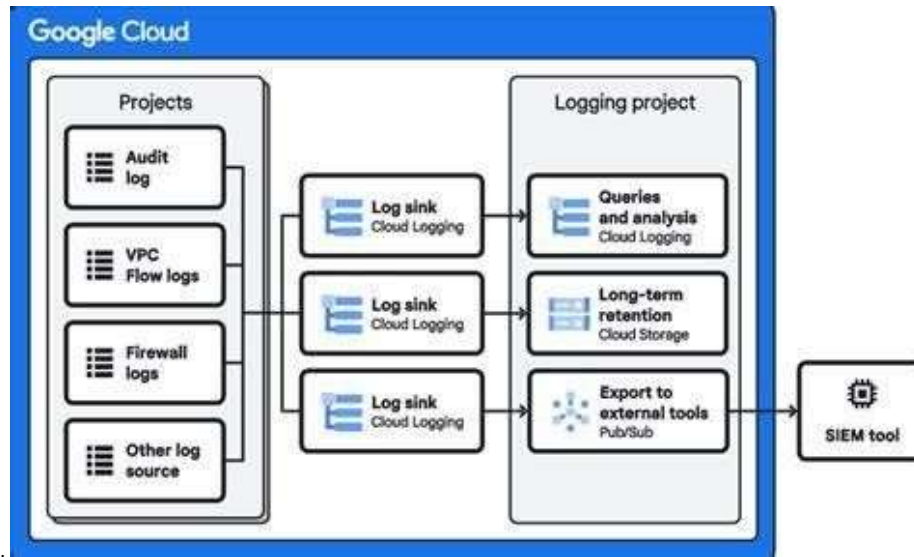 Google Cloud
Projects
Audit
log
VPC
Flow logs
Firewall
logs
Other log
source
Log sink
Cloud Logging
Log sink
Cloud Logging
Log sink
Cloud Logging
Logging project
Queries
and analysis
Cloud Logging
Long-term
retention
Cloud Storage
Export to
external tools
Pub/Sub
SIEM tool
.